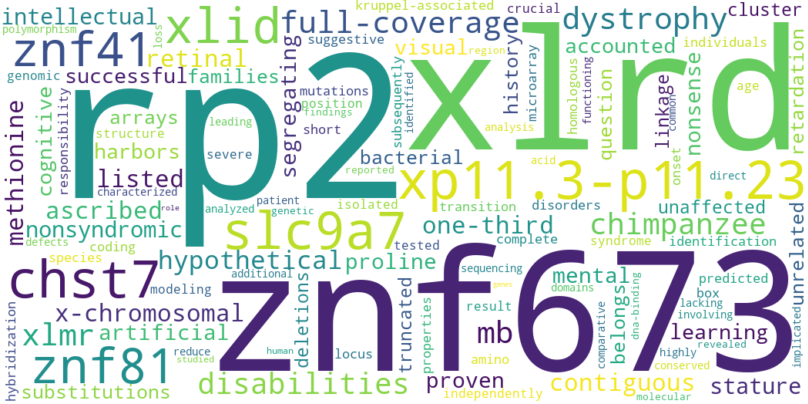 intellectual
polymorphism
loss
xlid
kruppel-associated
crucial
cluster
full-coverage
dystrophy
znf41
retinal
suggestive
visual
region
history
microarray
accounted
individuals
genomic
successful
families
segregating
mutations
position
findings
subsequently
identified
homologous
functioning
question
linkage
common
nonsense
age
retardation
methionine
cognitive
responsibility
arrays
structure
harbors
leading
severe
short
rp2
xlrd
bacterial
analysis
acid
onset
direct
listed
characterized
role
analyzed
patient
genetic
reported
isolated
xp11.3-p11.23
ascribed
nonsyndromic
coding
slc9a7
transition
disorders
one-third
unaffected
chimpanzee
species
defects
tested
complete
syndrome
identification
chst7
hypothetical
proline
additional
modeling
sequencing
genes
mental
predicted
unrelated
implicated
x-chromosomal
deletions
truncated
properties
result
domains
dna-binding
belongs
box
lacking
involving
xlmr
artificial
znf673
mb
comparative
learning
hybridization
znf81
reduce
locus
amino
highly
revealed
human
studied
conserved
substitutions
disabilities
proven
independently
contiguous
molecular
stature